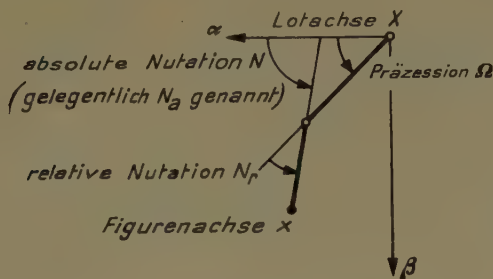 Lotachse X
α
absolute Nutation N
Präzession Ω
(gelegentlich Nₐ genannt)
relative Nutation Nᵣ
Figurenachse x
β